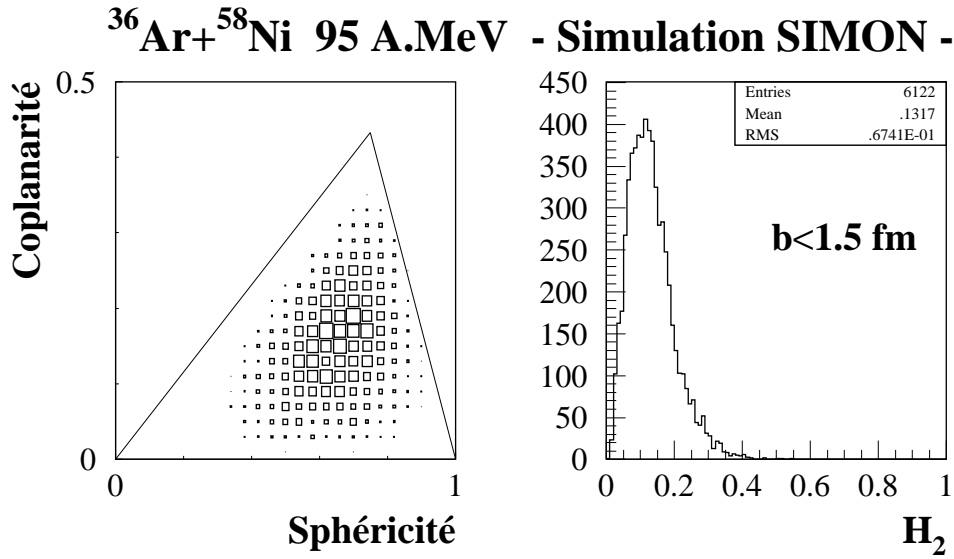 ³⁶Ar+⁵⁸Ni 95 A.MeV - Simulation SIMON -
0.5
Coplanarité
0
0
1
Sphéricité
450
400
350
300
250
200
150
100
50
0
Entries 6122
Mean .1317
RMS .6741E-01
b<1.5 fm
0
0.2
0.4
0.6
0.8
1
H₂